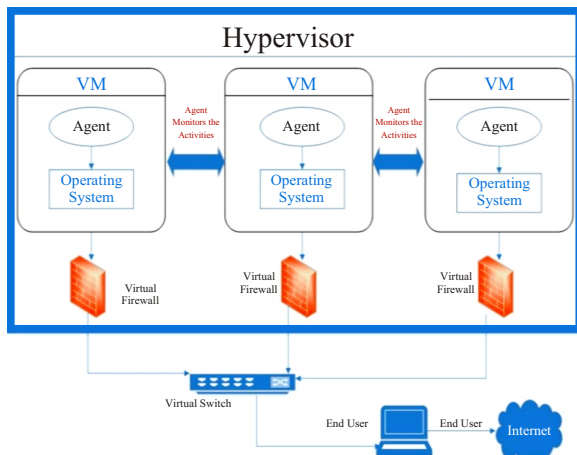 Hypervisor
VM
Agent
Operating
System
Agent
Monitors the
Activities
VM
Agent
Operating
System
Agent
Monitors the
Activities
VM
Agent
Operating
System
Virtual
Firewall
Virtual
Firewall
Virtual
Firewall
Virtual Switch
End User
End User
Internet